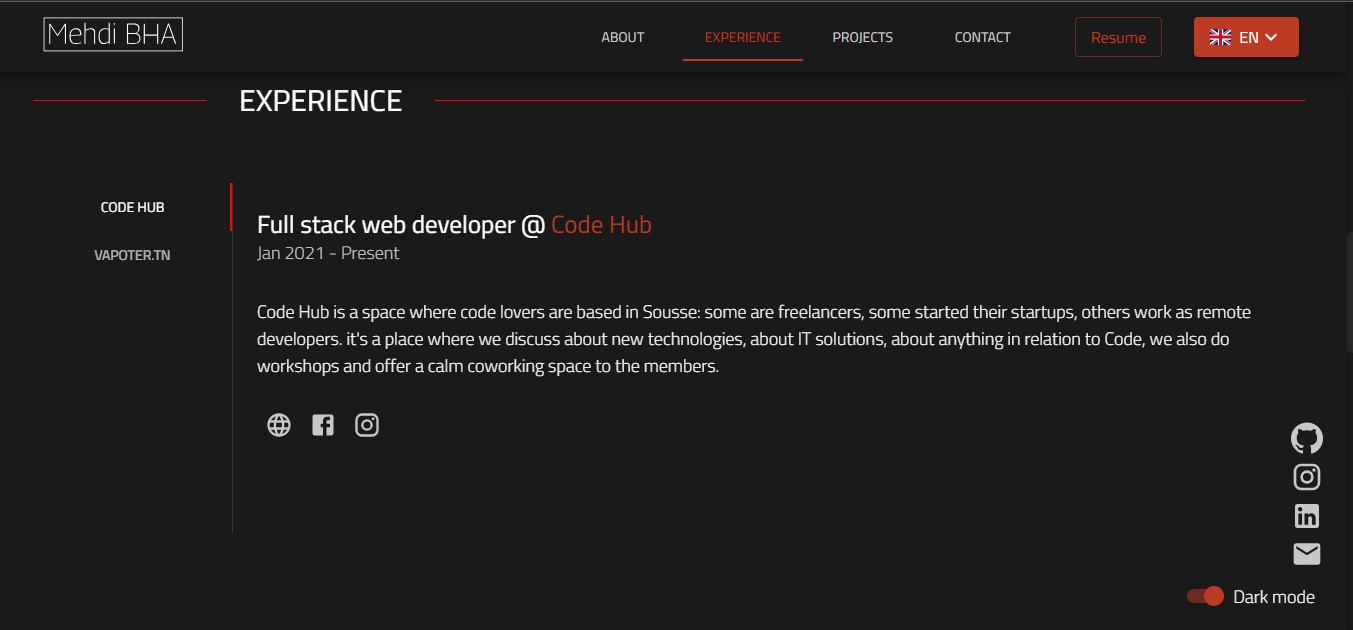 Mehdi BHA
ABOUT
EXPERIENCE
PROJECTS
CONTACT
Resume
EN
EXPERIENCE
CODE HUB
VAPOTER.TN
Full stack web developer @ Code Hub
Jan 2021 - Present
Code Hub is a space where code lovers are based in Sousse: some are freelancers, some started their startups, others work as remote
developers. it's a place where we discuss about new technologies, about IT solutions, about anything in relation to Code, we also do
workshops and offer a calm coworking space to the members.
Dark mode